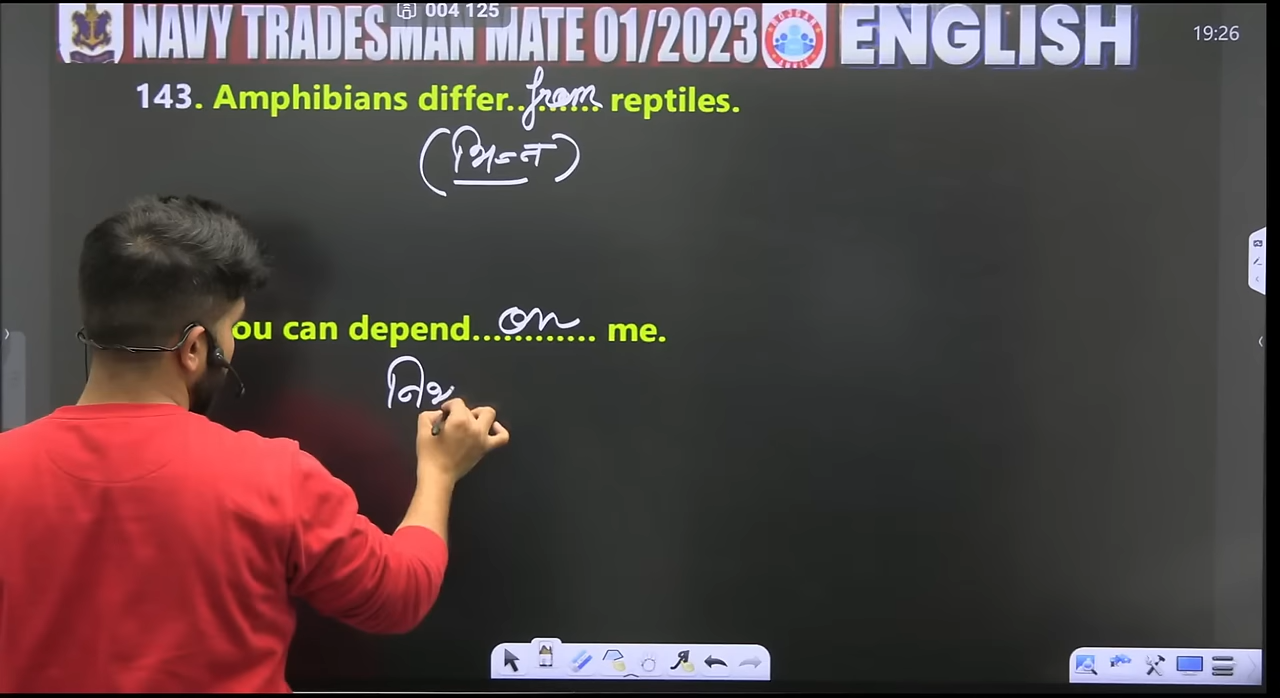 004 125
NAVY TRADESMAN MATE 01/2023 ENGLISH
19:26
143. Amphibians differ..from.. reptiles.
(भिन्न)
ou can depend....on.... me.